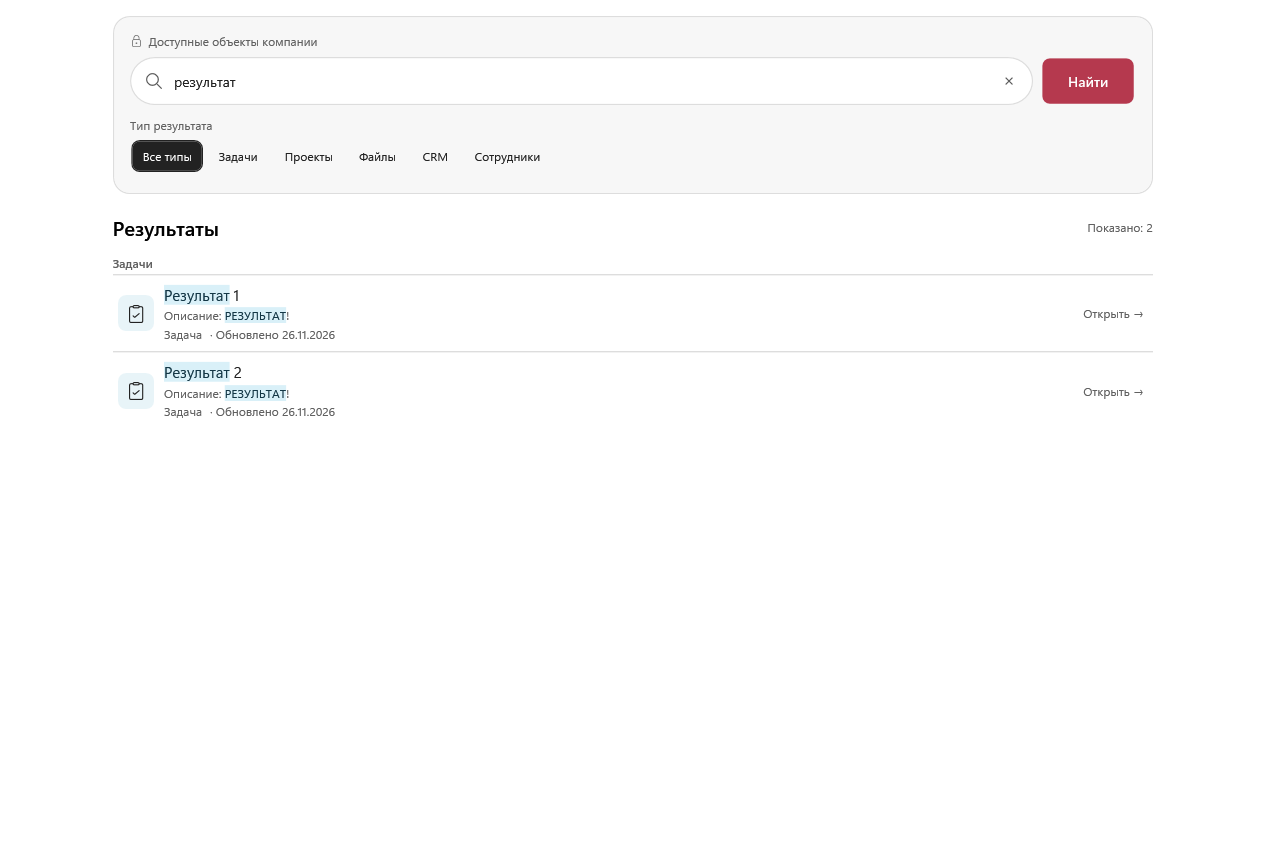 Доступные объекты компании
результат ✕ Найти
Тип результата
Все типы Задачи Проекты Файлы CRM Сотрудники
Результаты Показано: 2
Задачи
Результат 1
Описание: РЕЗУЛЬТАТ!
Задача · Обновлено 26.11.2026
Открыть →
Результат 2
Описание: РЕЗУЛЬТАТ!
Задача · Обновлено 26.11.2026
Открыть →